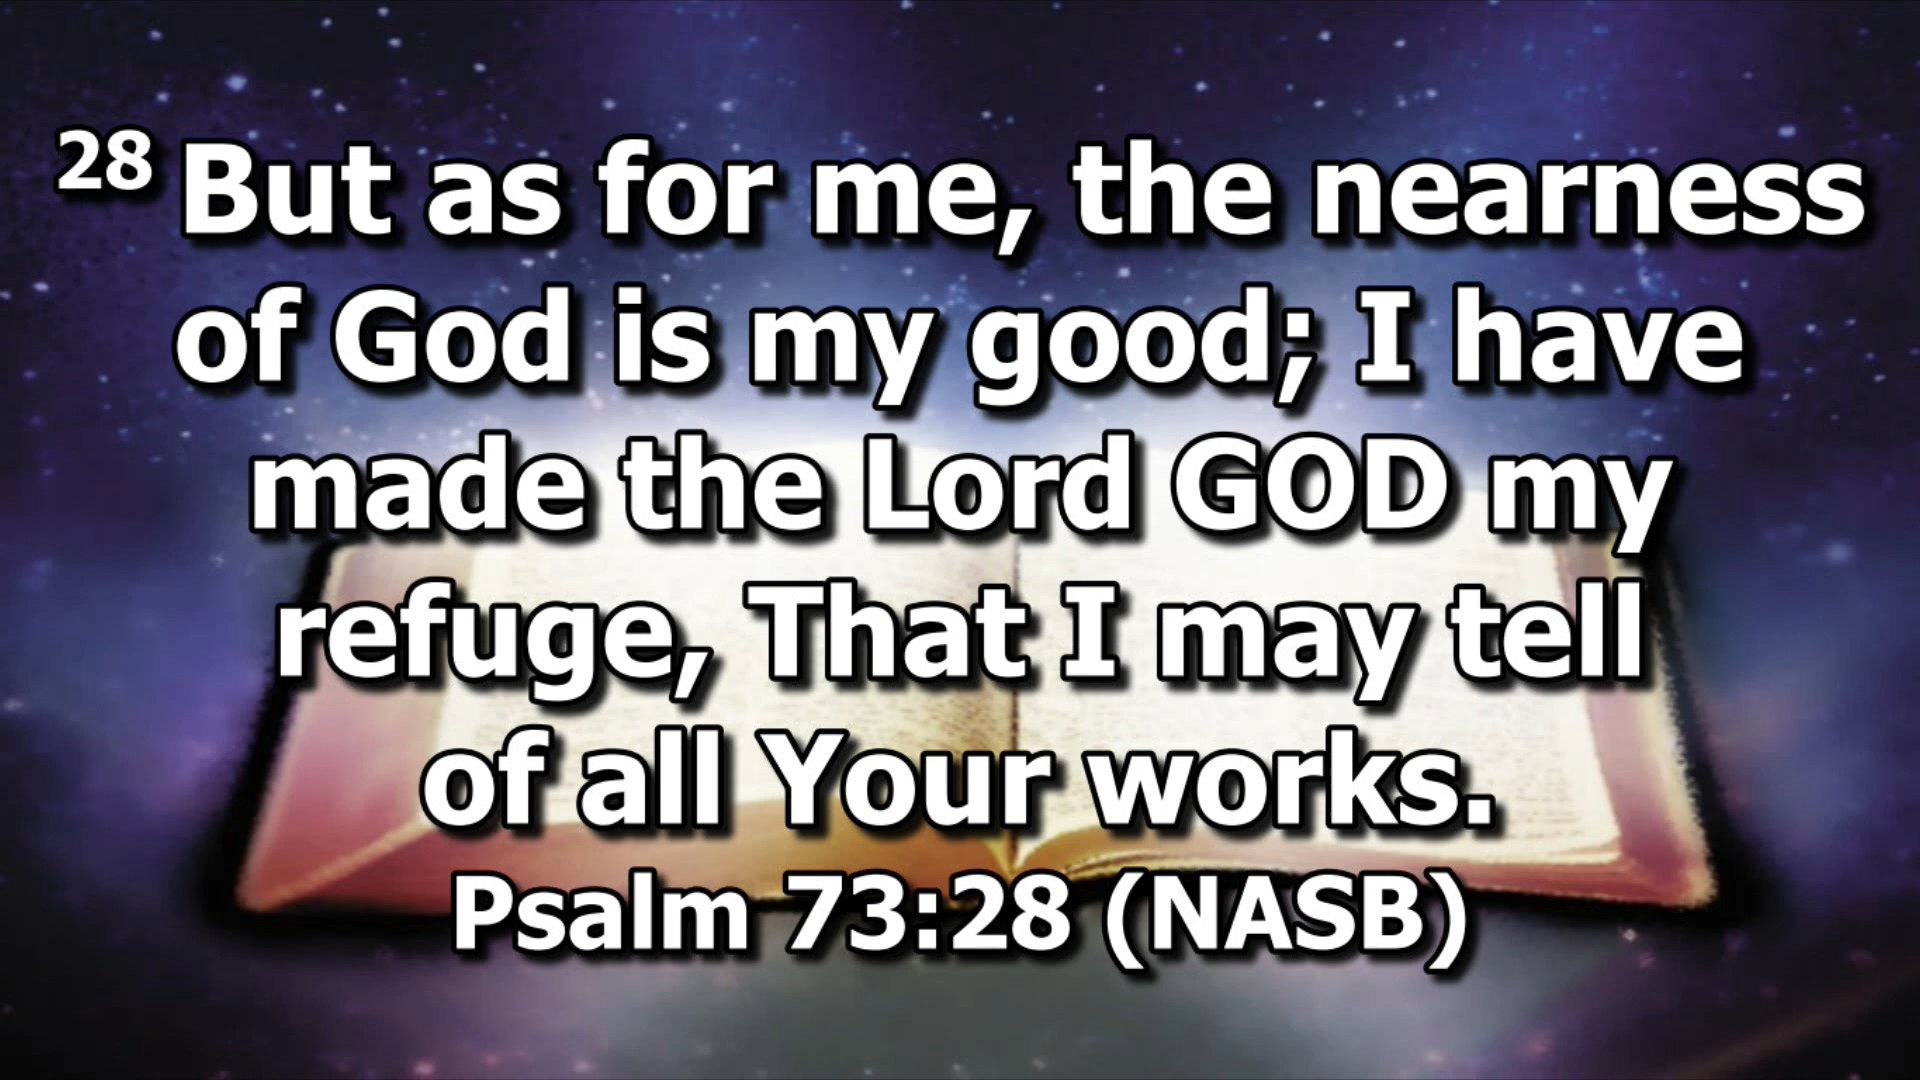 28 But as for me, the nearness
of God is my good; I have
made the Lord GOD my
refuge, That I may tell
of all Your works.
Psalm 73:28 (NASB)